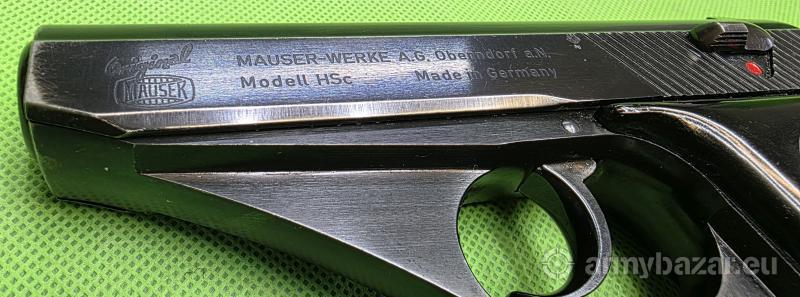 Original
MAUSER
MAUSER-WERKE A.G. Oberndorf a.N.
Modell HSc Made in Germany
armybazar.eu